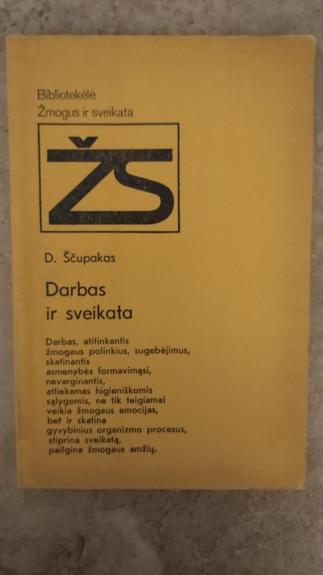 Bibliotekėlė
Žmogus ir sveikata
ŽS
D. Ščupakas
Darbas
ir sveikata
Darbas, atitinkantis
žmogaus polinkius, sugebėjimus,
skatinantis
asmenybės formavimąsi,
nevarginantis,
atliekamas higieniškomis
sąlygomis, ne tik teigiamai
veikia žmogaus emocijas,
bet ir skatina
gyvybinius organizmo procesus,
stiprina sveikatą,
pailgina žmogaus amžių.